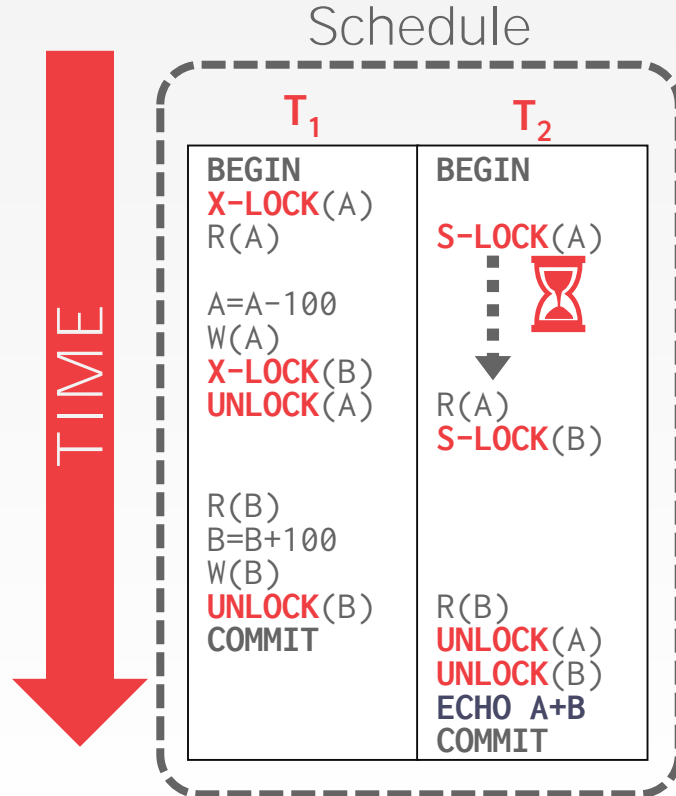 Schedule
TIME
T₁ T₂
BEGIN BEGIN
X-LOCK(A)
R(A) S-LOCK(A)
A=A-100
W(A)
X-LOCK(B)
UNLOCK(A) R(A)
S-LOCK(B)
R(B)
B=B+100
W(B)
UNLOCK(B) R(B)
COMMIT UNLOCK(A)
UNLOCK(B)
ECHO A+B
COMMIT